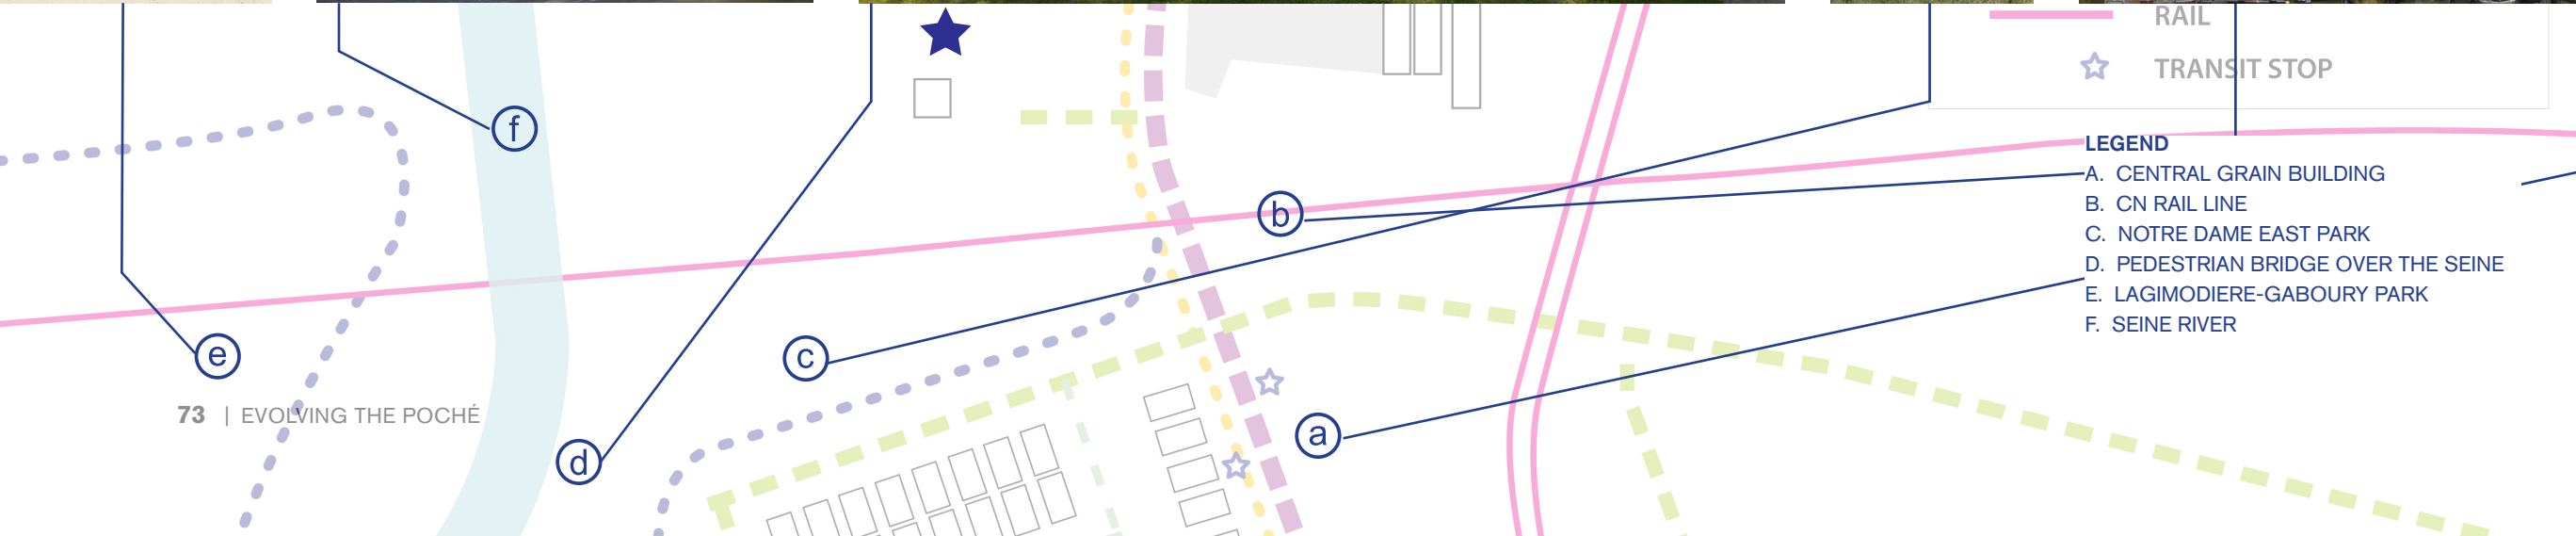 RAIL
TRANSIT STOP
LEGEND
A. CENTRAL GRAIN BUILDING
B. CN RAIL LINE
C. NOTRE DAME EAST PARK
D. PEDESTRIAN BRIDGE OVER THE SEINE
E. LAGIMODIERE-GABOURY PARK
F. SEINE RIVER
f
b
e
c
d
a
73 | EVOLVING THE POCHÉ